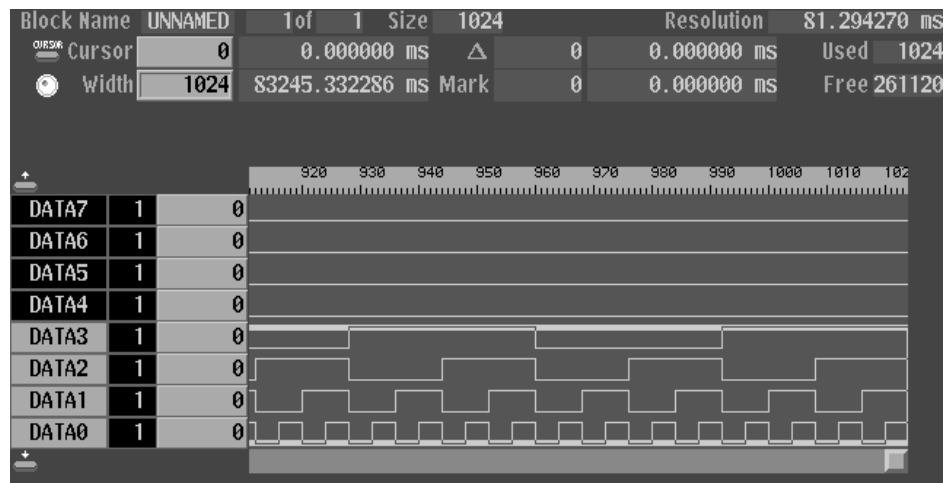 Block Name UNNAMED 1of 1 Size 1024 Resolution 81.294270 ms
CURSOR Cursor 0 0.000000 ms Δ 0 0.000000 ms Used 1024
Width 1024 83245.332286 ms Mark 0 0.000000 ms Free 261120
920 930 940 950 960 970 980 990 1000 1010 102
DATA7 1 0
DATA6 1 0
DATA5 1 0
DATA4 1 0
DATA3 1 0
DATA2 1 0
DATA1 1 0
DATA0 1 0